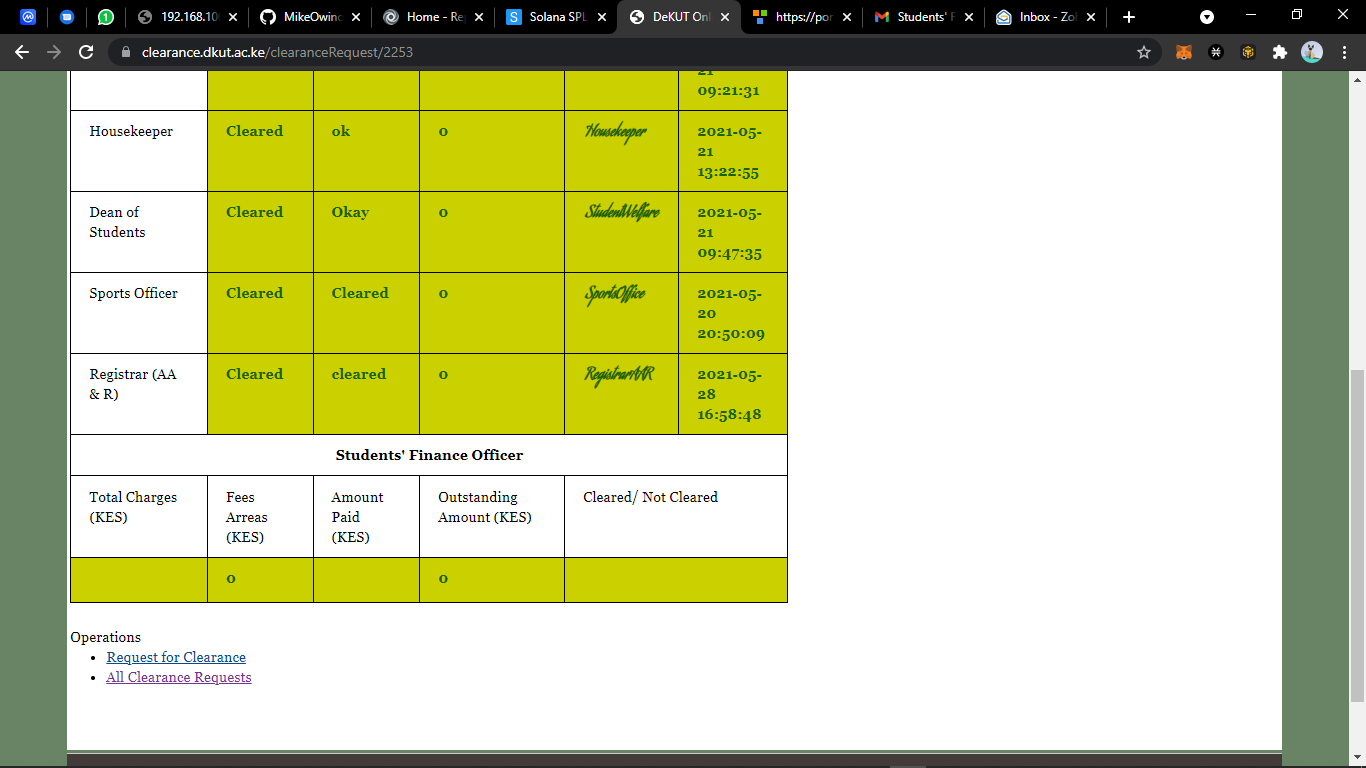 192.168.10
MikeOwino
Home - Re
Solana SPL
DeKUT Onl
https://por
Students' F
Inbox - Zoh
clearance.dkut.ac.ke/clearanceRequest/2253
21
09:21:31
Housekeeper Cleared ok 0 Housekeeper 2021-05-
21
13:22:55
Dean of Cleared Okay 0 StudentWelfare 2021-05-
Students 21
09:47:35
Sports Officer Cleared Cleared 0 SportsOffice 2021-05-
20
20:50:09
Registrar (AA Cleared cleared 0 RegistrarAAR 2021-05-
& R) 28
16:58:48
Students' Finance Officer
Total Charges Fees Amount Outstanding Cleared/ Not Cleared
(KES) Arreas Paid Amount (KES)
(KES) (KES)
0 0
Operations
Request for Clearance
All Clearance Requests